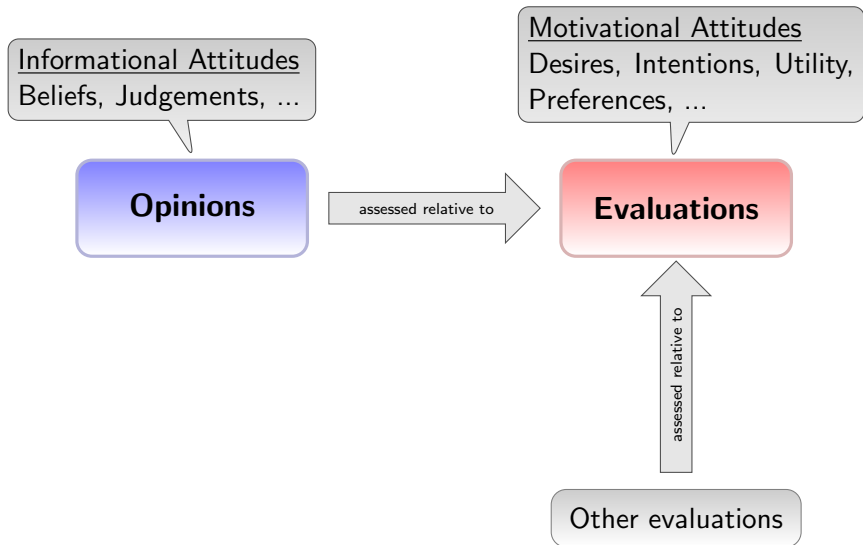 Informational Attitudes
Beliefs, Judgements, ...
Motivational Attitudes
Desires, Intentions, Utility,
Preferences, ...
Opinions
assessed relative to
Evaluations
assessed relative to
Other evaluations